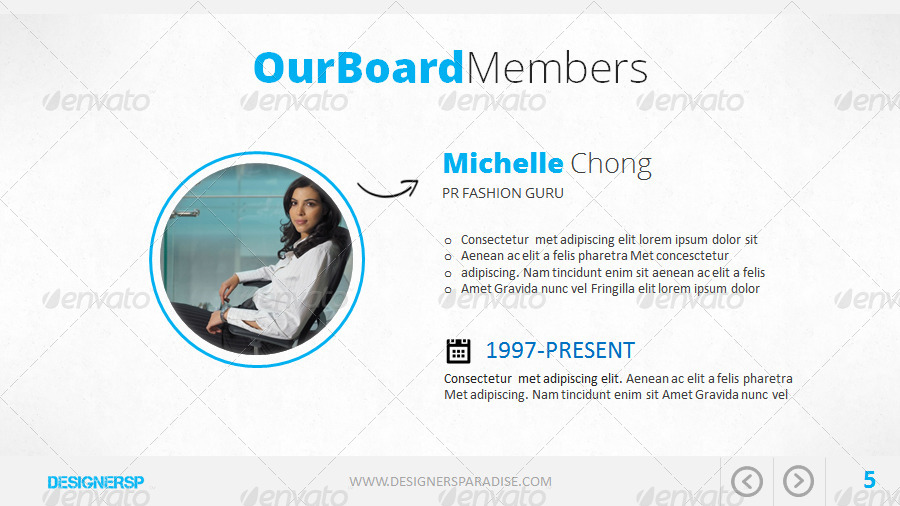 OurBoardMembers
Michelle Chong
PR FASHION GURU
o Consectetur met adipiscing elit lorem ipsum dolor sit
o Aenean ac elit a felis pharetra Met concesctetur
o adipiscing. Nam tincidunt enim sit aenean ac elit a felis
o Amet Gravida nunc vel Fringilla elit lorem ipsum dolor
1997-PRESENT
Consectetur met adipiscing elit. Aenean ac elit a felis pharetra
Met adipiscing. Nam tincidunt enim sit Amet Gravida nunc vel
DESIGNERSP
WWW.DESIGNERSPARADISE.COM
5
envato